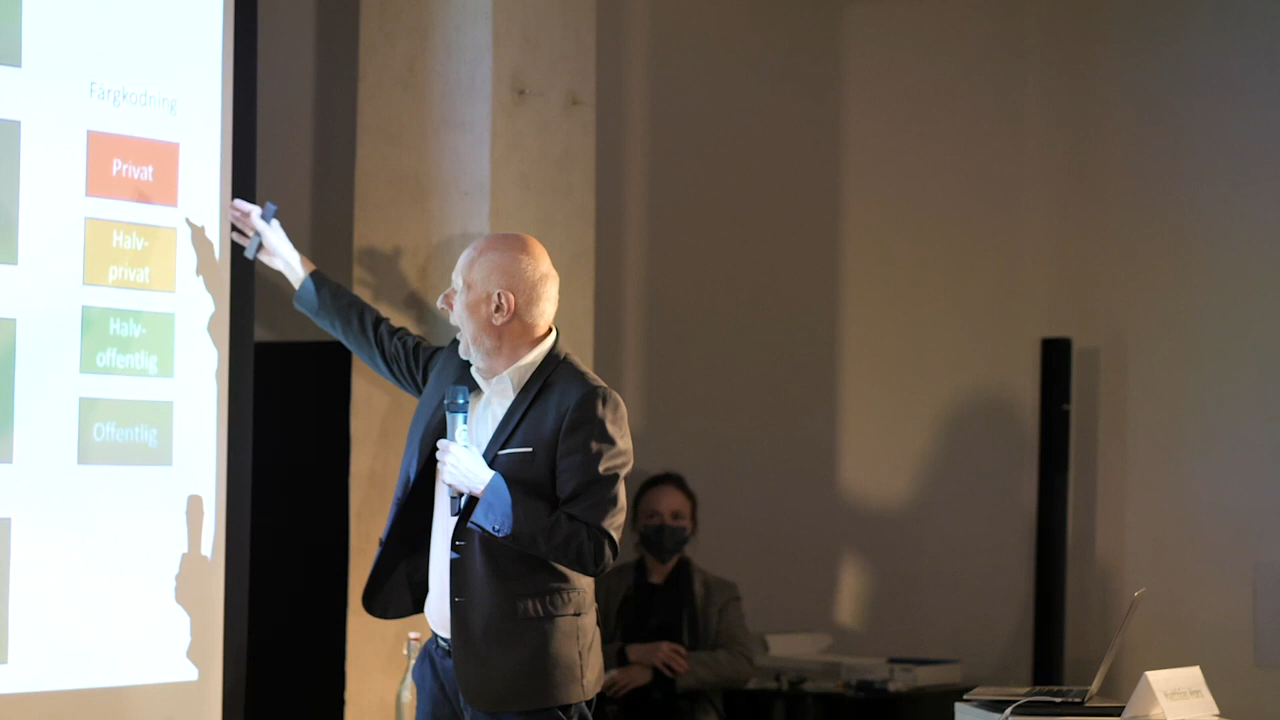 Färgkodning
Privat
Halv-
privat
Halv-
offentlig
Offentlig